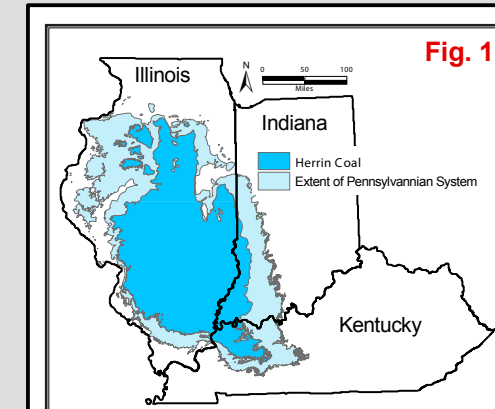 Fig. 1
Illinois
N
0 50 100
Miles
Indiana
Herrin Coal
Extent of Pennsylvannian System
Kentucky